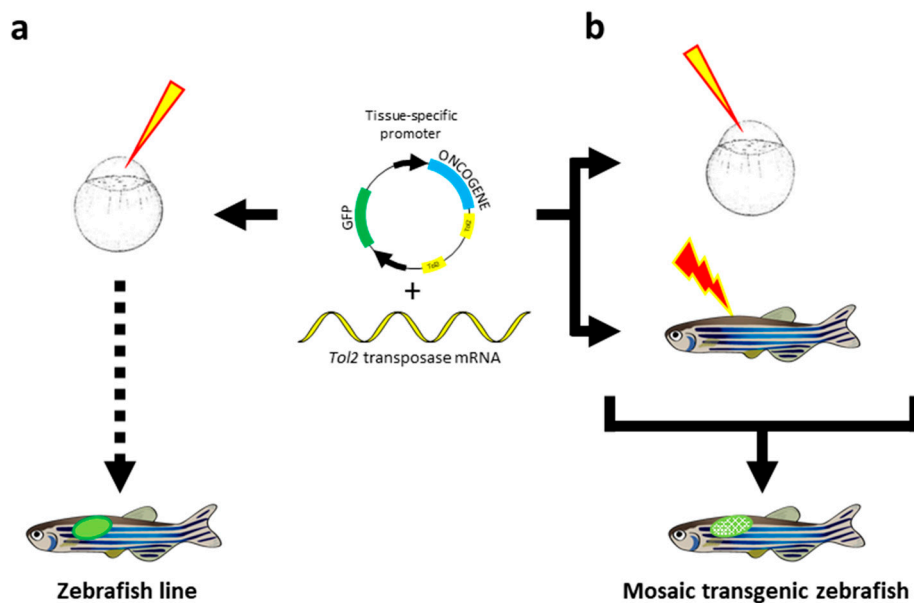 a
b
Tissue-specific
promoter
ONCOGENE
GFP
Tol2
Tol2
+
Tol2 transposase mRNA
Zebrafish line
Mosaic transgenic zebrafish